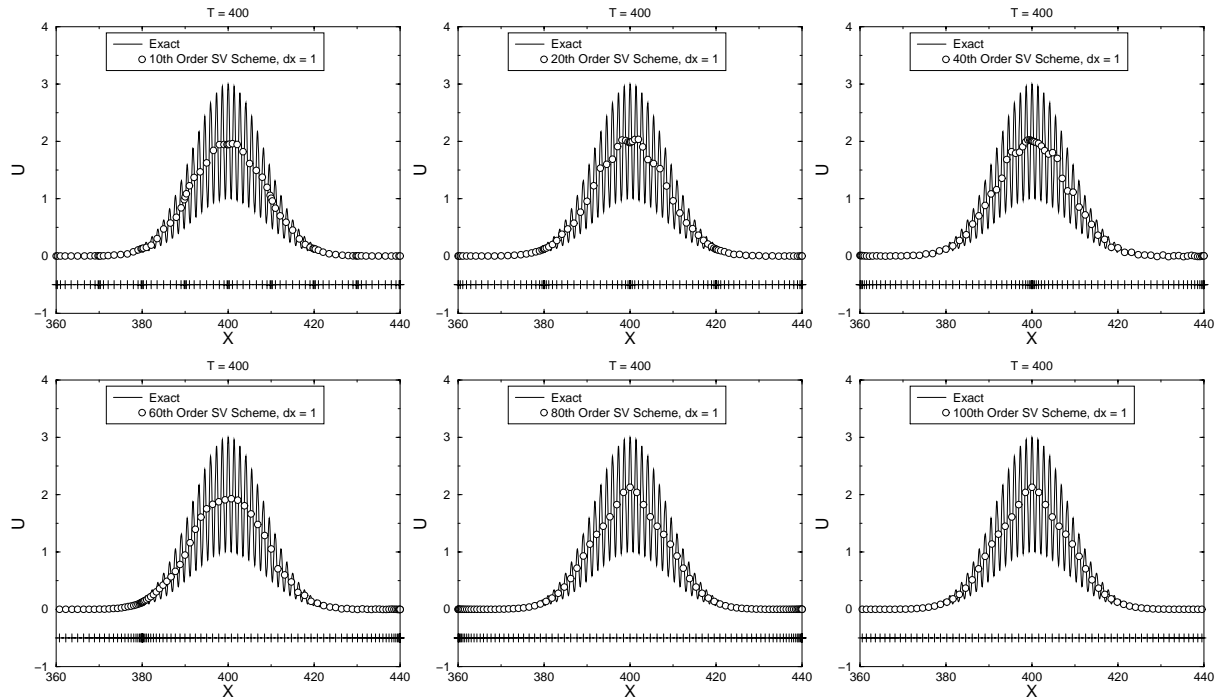 T = 400
Exact
10th Order SV Scheme, dx = 1
4
3
2
1
0
−1
U
360 380 400 420 440
X
T = 400
Exact
20th Order SV Scheme, dx = 1
4
3
2
1
0
−1
U
360 380 400 420 440
X
T = 400
Exact
40th Order SV Scheme, dx = 1
4
3
2
1
0
−1
U
360 380 400 420 440
X
T = 400
Exact
60th Order SV Scheme, dx = 1
4
3
2
1
0
−1
U
360 380 400 420 440
X
T = 400
Exact
80th Order SV Scheme, dx = 1
4
3
2
1
0
−1
U
360 380 400 420 440
X
T = 400
Exact
100th Order SV Scheme, dx = 1
4
3
2
1
0
−1
U
360 380 400 420 440
X